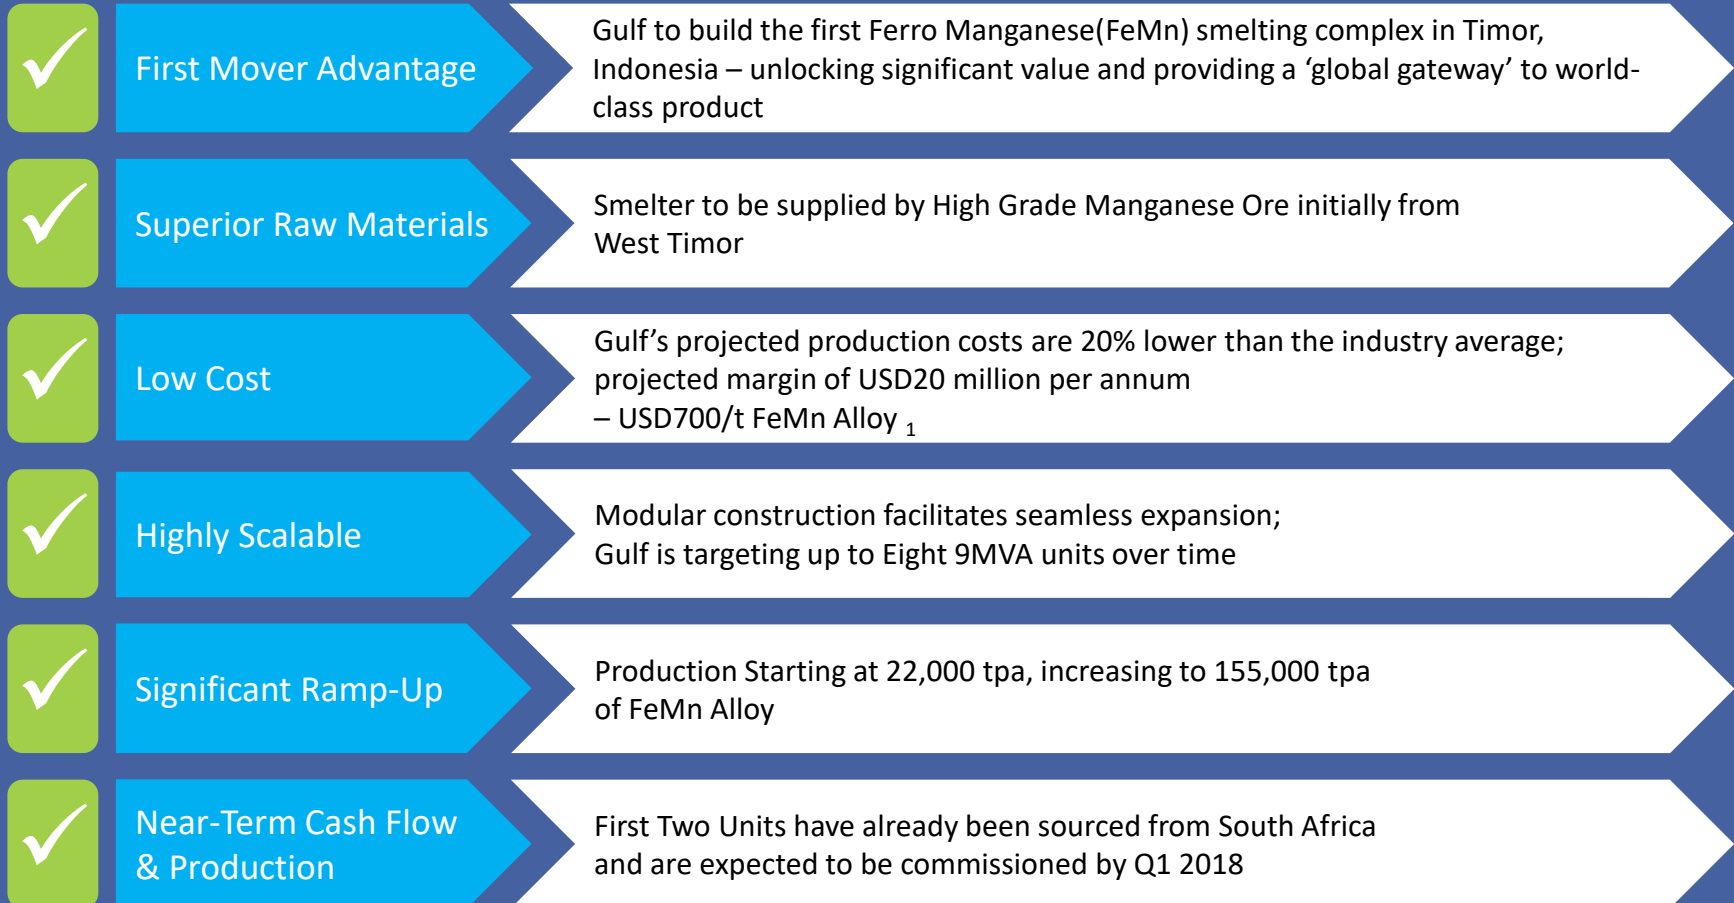 First Mover Advantage
Gulf to build the first Ferro Manganese(FeMn) smelting complex in Timor,
Indonesia – unlocking significant value and providing a ‘global gateway’ to world-
class product
Superior Raw Materials
Smelter to be supplied by High Grade Manganese Ore initially from
West Timor
Low Cost
Gulf’s projected production costs are 20% lower than the industry average;
projected margin of USD20 million per annum
– USD700/t FeMn Alloy 1
Highly Scalable
Modular construction facilitates seamless expansion;
Gulf is targeting up to Eight 9MVA units over time
Significant Ramp-Up
Production Starting at 22,000 tpa, increasing to 155,000 tpa
of FeMn Alloy
Near-Term Cash Flow
& Production
First Two Units have already been sourced from South Africa
and are expected to be commissioned by Q1 2018